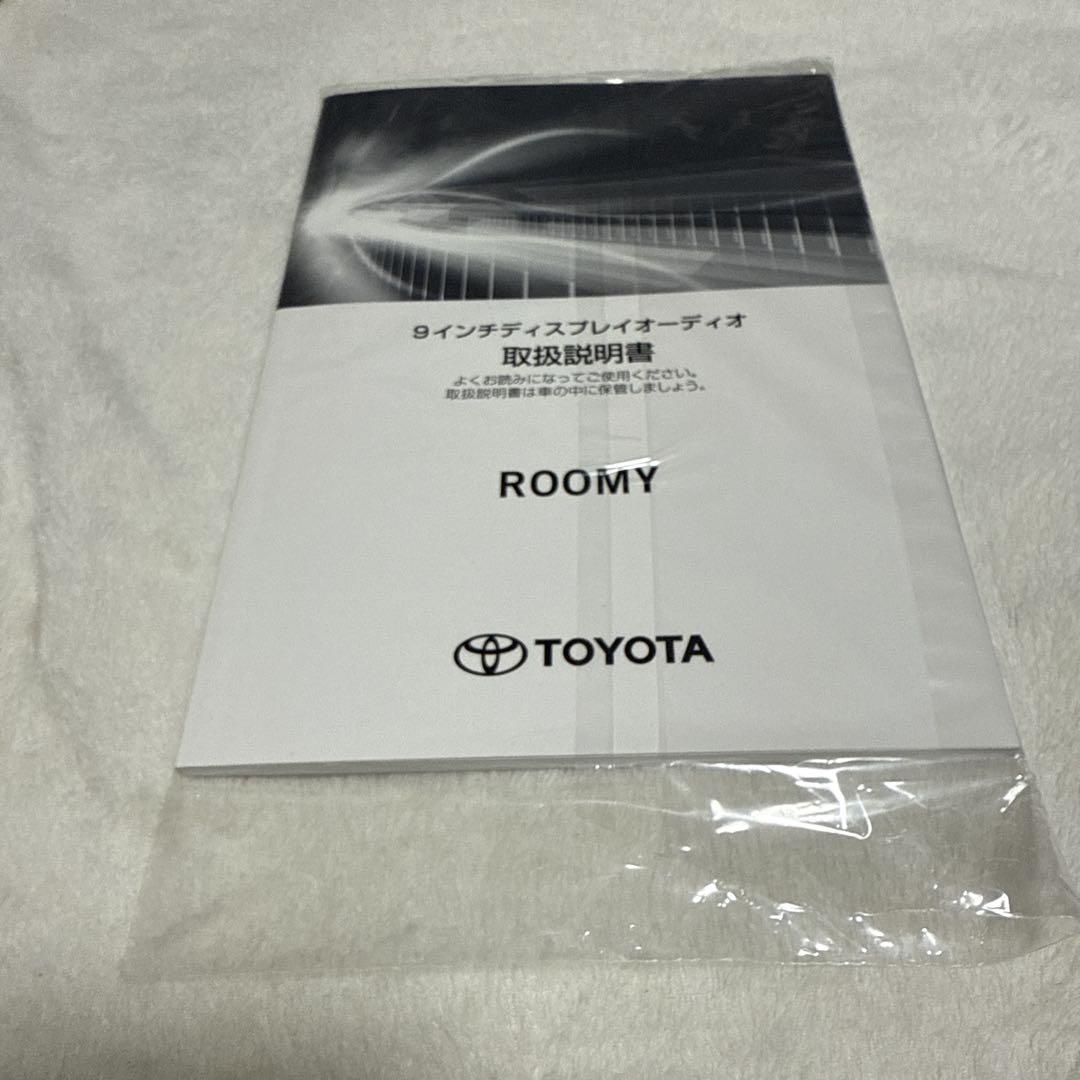 9インチディスプレイオーディオ
取扱説明書
よくお読みになってご使用ください。
取扱説明書は車の中に保管しましょう。
ROOMY
TOYOTA